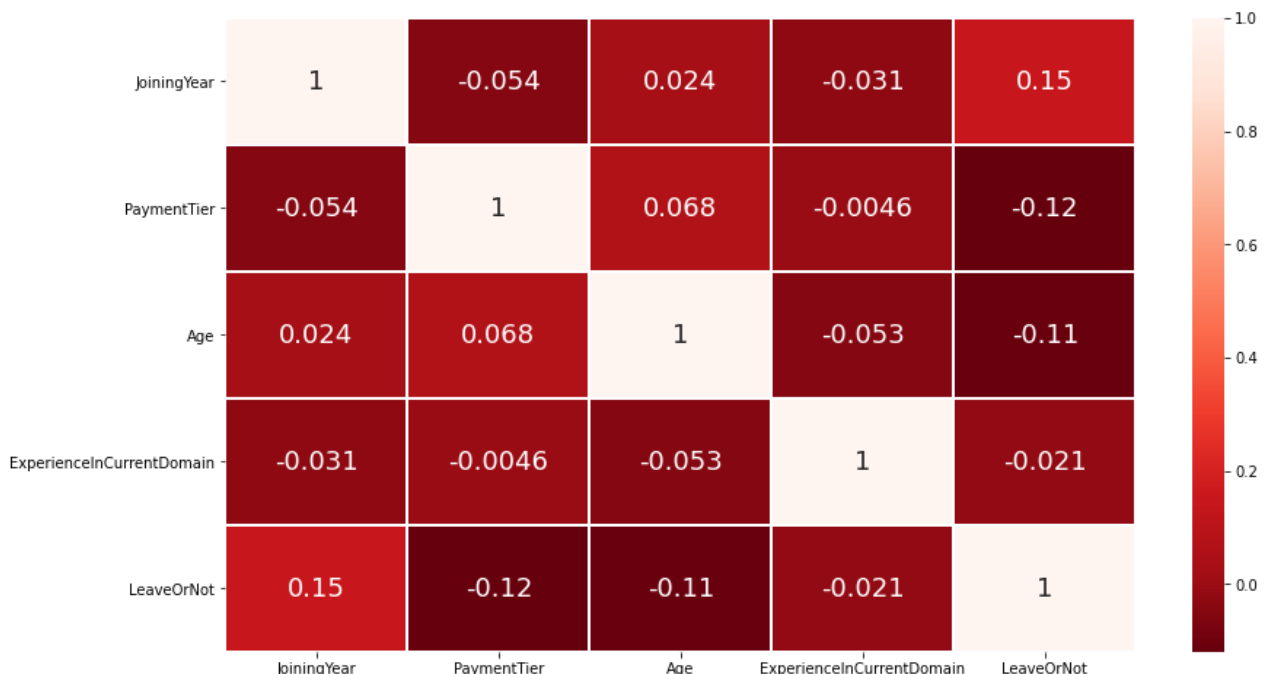 JoiningYear 1 -0.054 0.024 -0.031 0.15
PaymentTier -0.054 1 0.068 -0.0046 -0.12
Age 0.024 0.068 1 -0.053 -0.11
ExperienceInCurrentDomain -0.031 -0.0046 -0.053 1 -0.021
LeaveOrNot 0.15 -0.12 -0.11 -0.021 1
JoiningYear PaymentTier Age ExperienceInCurrentDomain LeaveOrNot
1.0
0.8
0.6
0.4
0.2
0.0